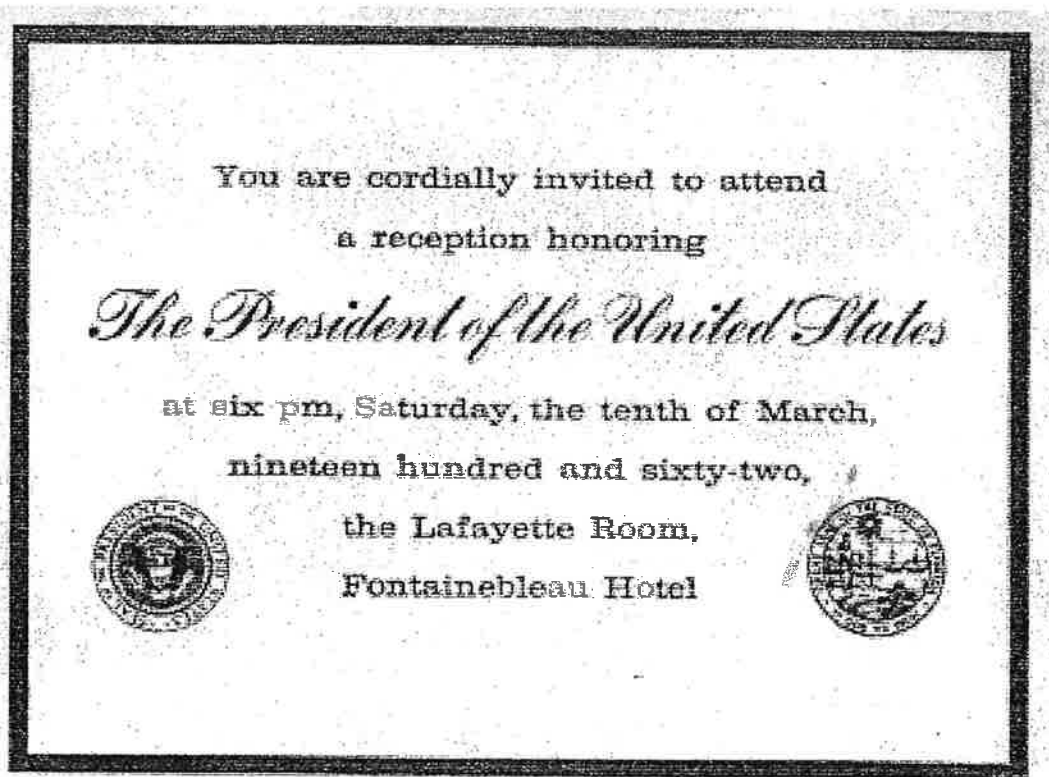 You are cordially invited to attend
a reception honoring
The President of the United States
at six pm, Saturday, the tenth of March,
nineteen hundred and sixty-two,
the Lafayette Room,
Fontainebleau Hotel